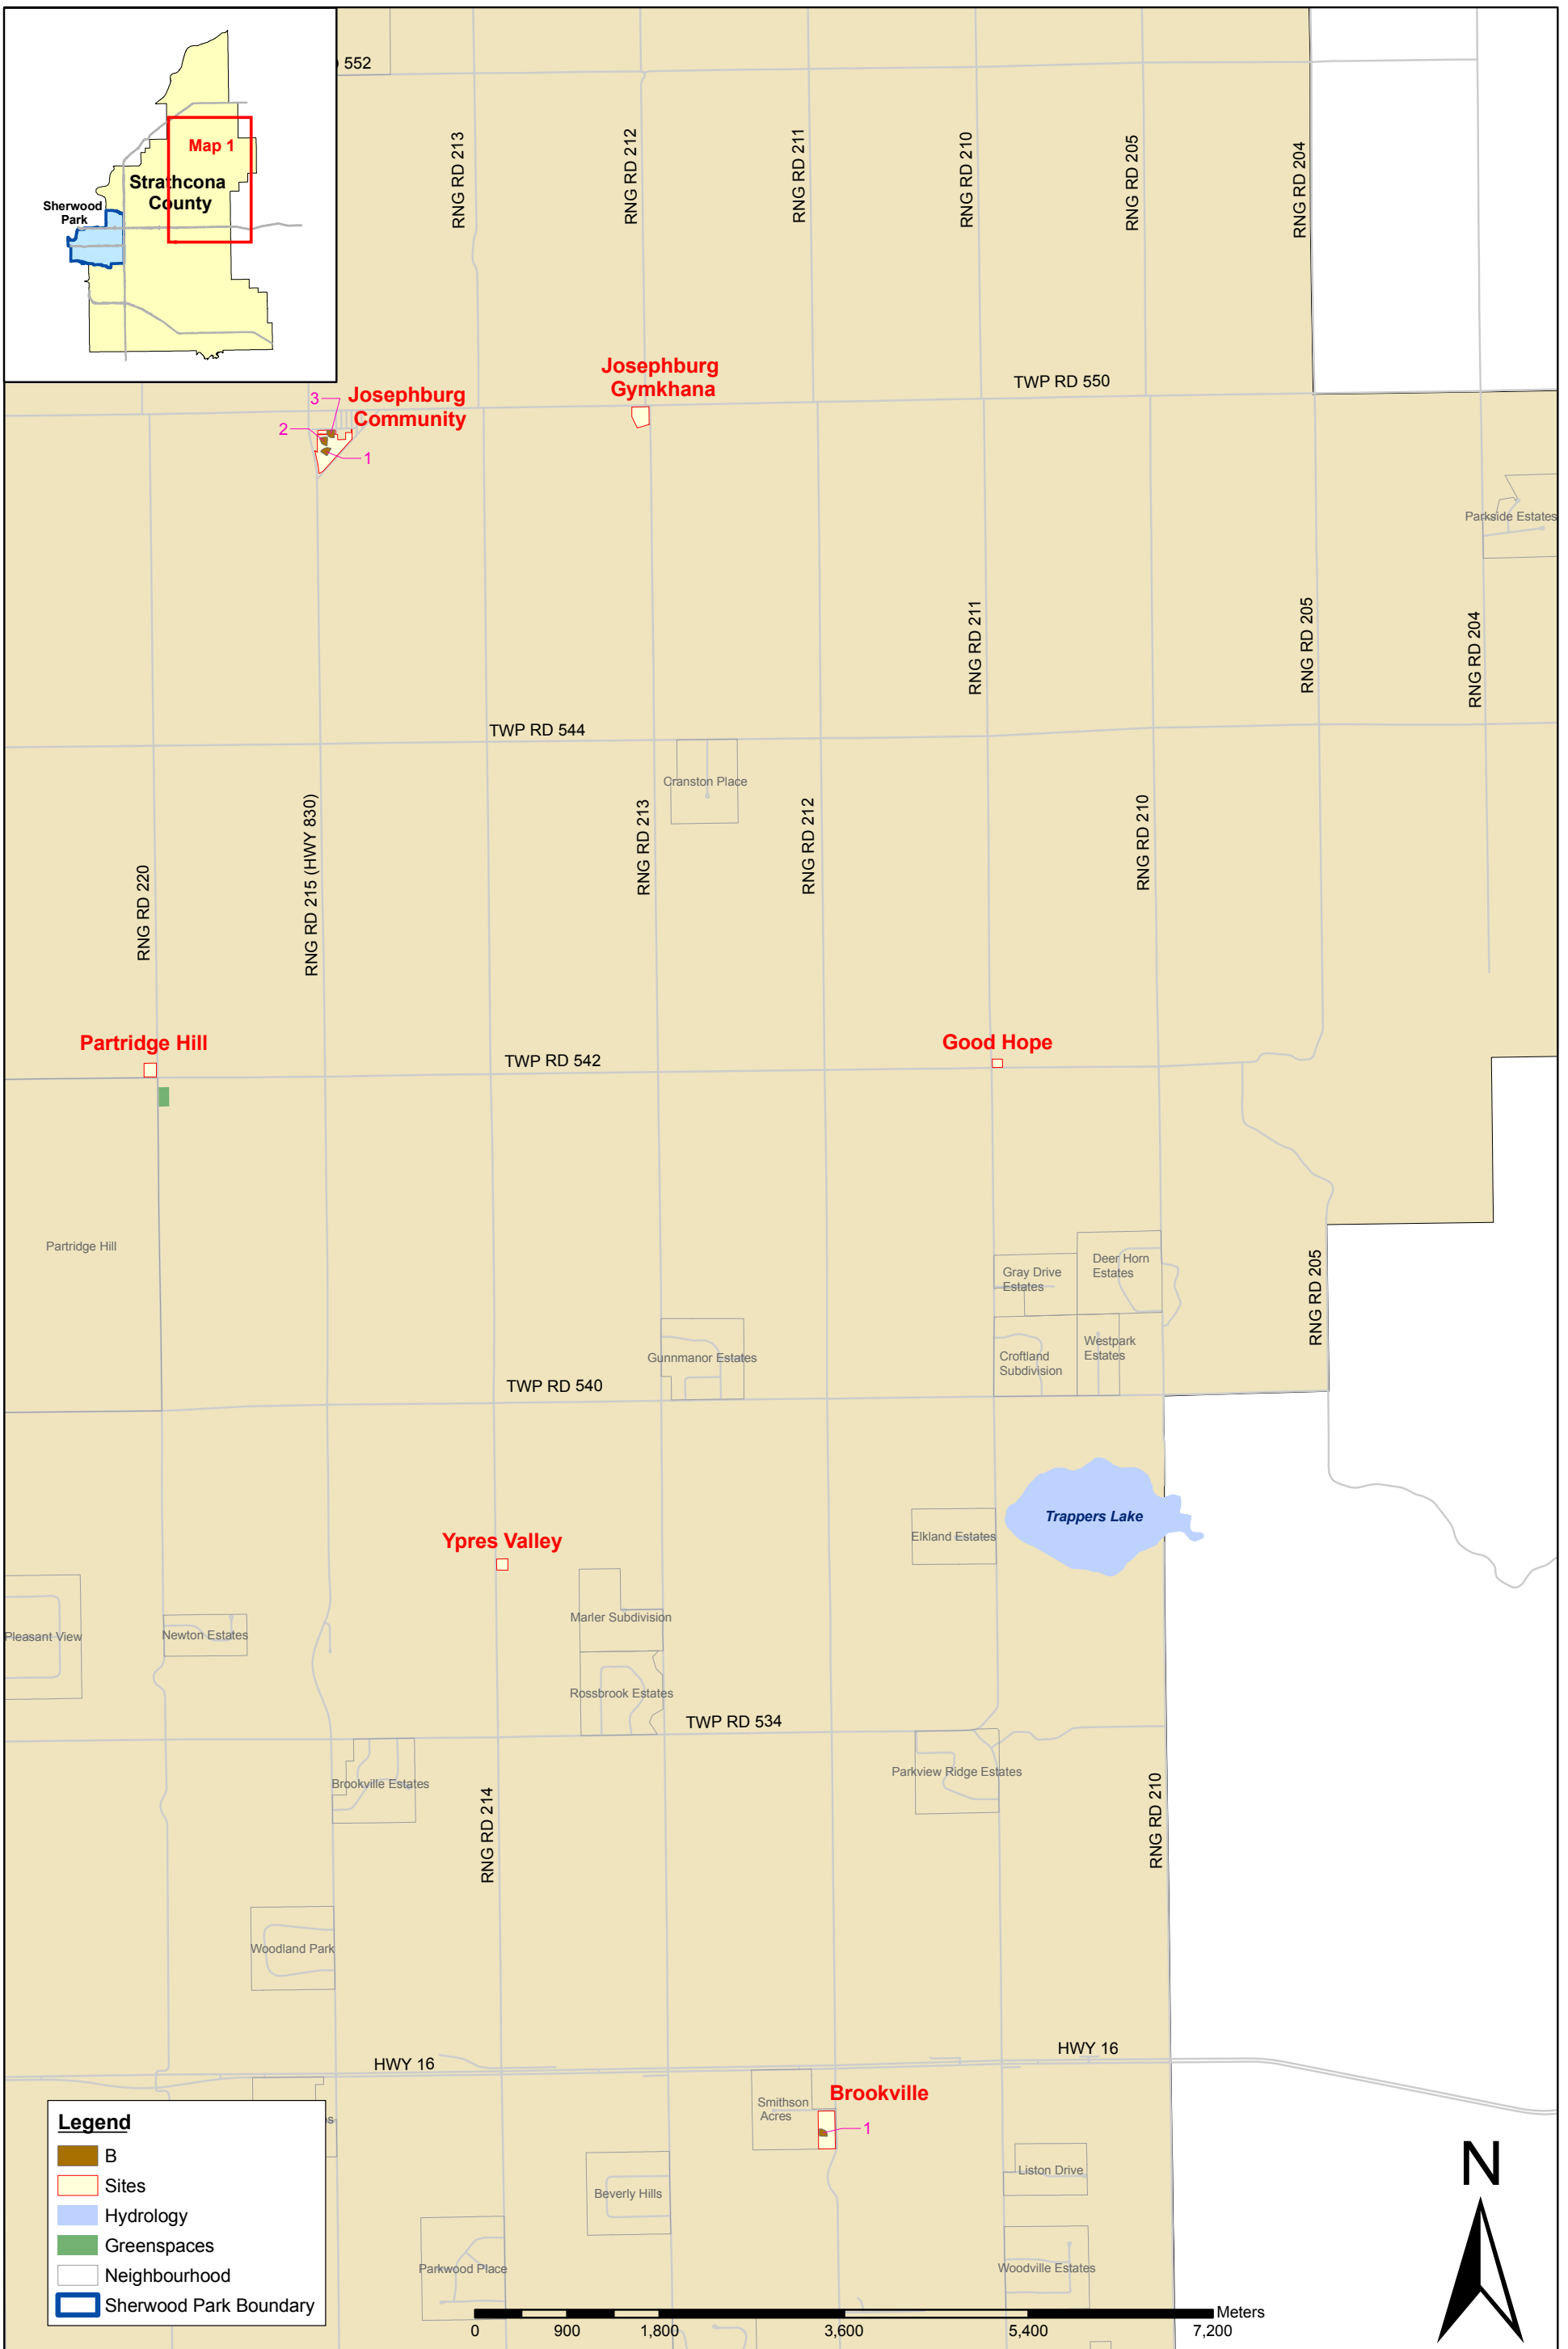 Map 1
Strathcona
County
Sherwood
Park
552
RNG RD 213
RNG RD 212
RNG RD 211
RNG RD 210
RNG RD 205
RNG RD 204
Josephburg
Gymkhana
TWP RD 550
Josephburg
Community
3
2
1
Parkside Estates
RNG RD 211
RNG RD 205
RNG RD 204
TWP RD 544
Cranston Place
RNG RD 220
RNG RD 215 (HWY 830)
RNG RD 213
RNG RD 212
RNG RD 210
Partridge Hill
Good Hope
TWP RD 542
Partridge Hill
Gray Drive
Estates
Deer Horn
Estates
RNG RD 205
Gunnmanor Estates
Croftland
Subdivision
Westpark
Estates
TWP RD 540
Trappers Lake
Elkland Estates
Ypres Valley
Pleasant View
Newton Estates
Marler Subdivision
Rossbrook Estates
TWP RD 534
Brookville Estates
Parkview Ridge Estates
RNG RD 214
RNG RD 210
Woodland Park
HWY 16
HWY 16
Smithson
Acres
Brookville
1
Liston Drive
Beverly Hills
Parkwood Place
Woodville Estates
Legend
B
Sites
Hydrology
Greenspaces
Neighbourhood
Sherwood Park Boundary
N
Meters
0 900 1,800 3,600 5,400 7,200